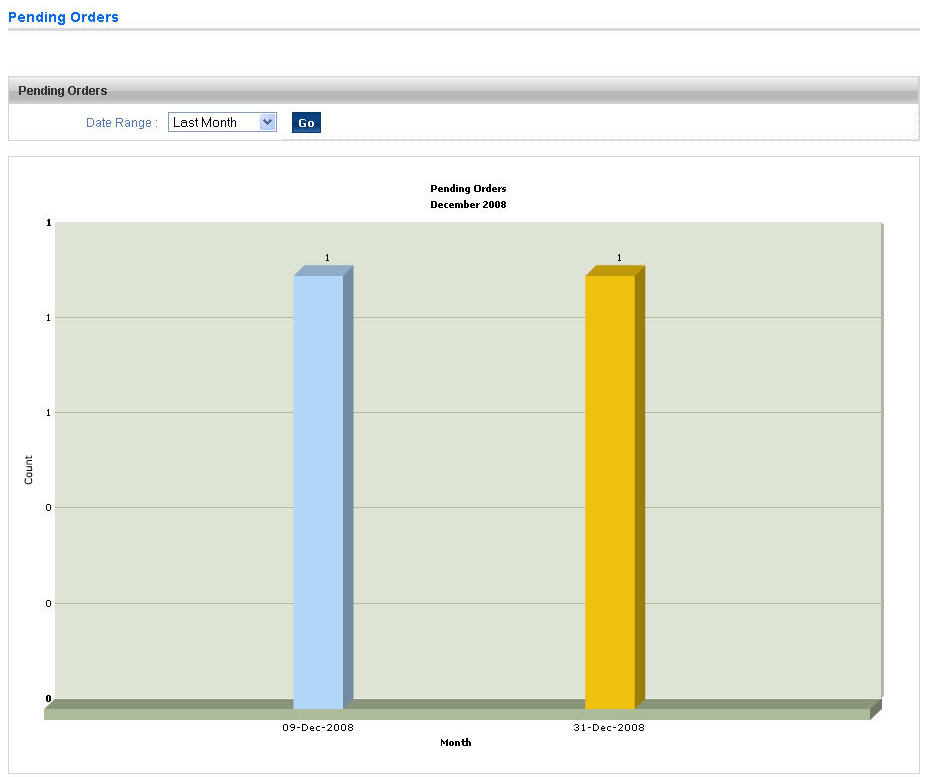 Pending Orders
Pending Orders
Date Range : Last Month Go
Pending Orders
December 2008
1
1 1
1
1
Count
0
0
0
09-Dec-2008 31-Dec-2008
Month